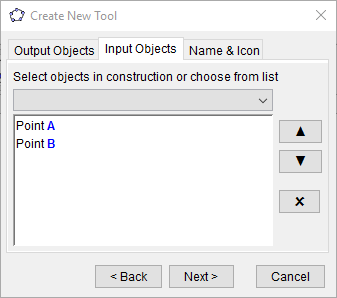 Create New Tool
Output Objects Input Objects Name & Icon
Select objects in construction or choose from list
Point A
Point B
< Back Next > Cancel